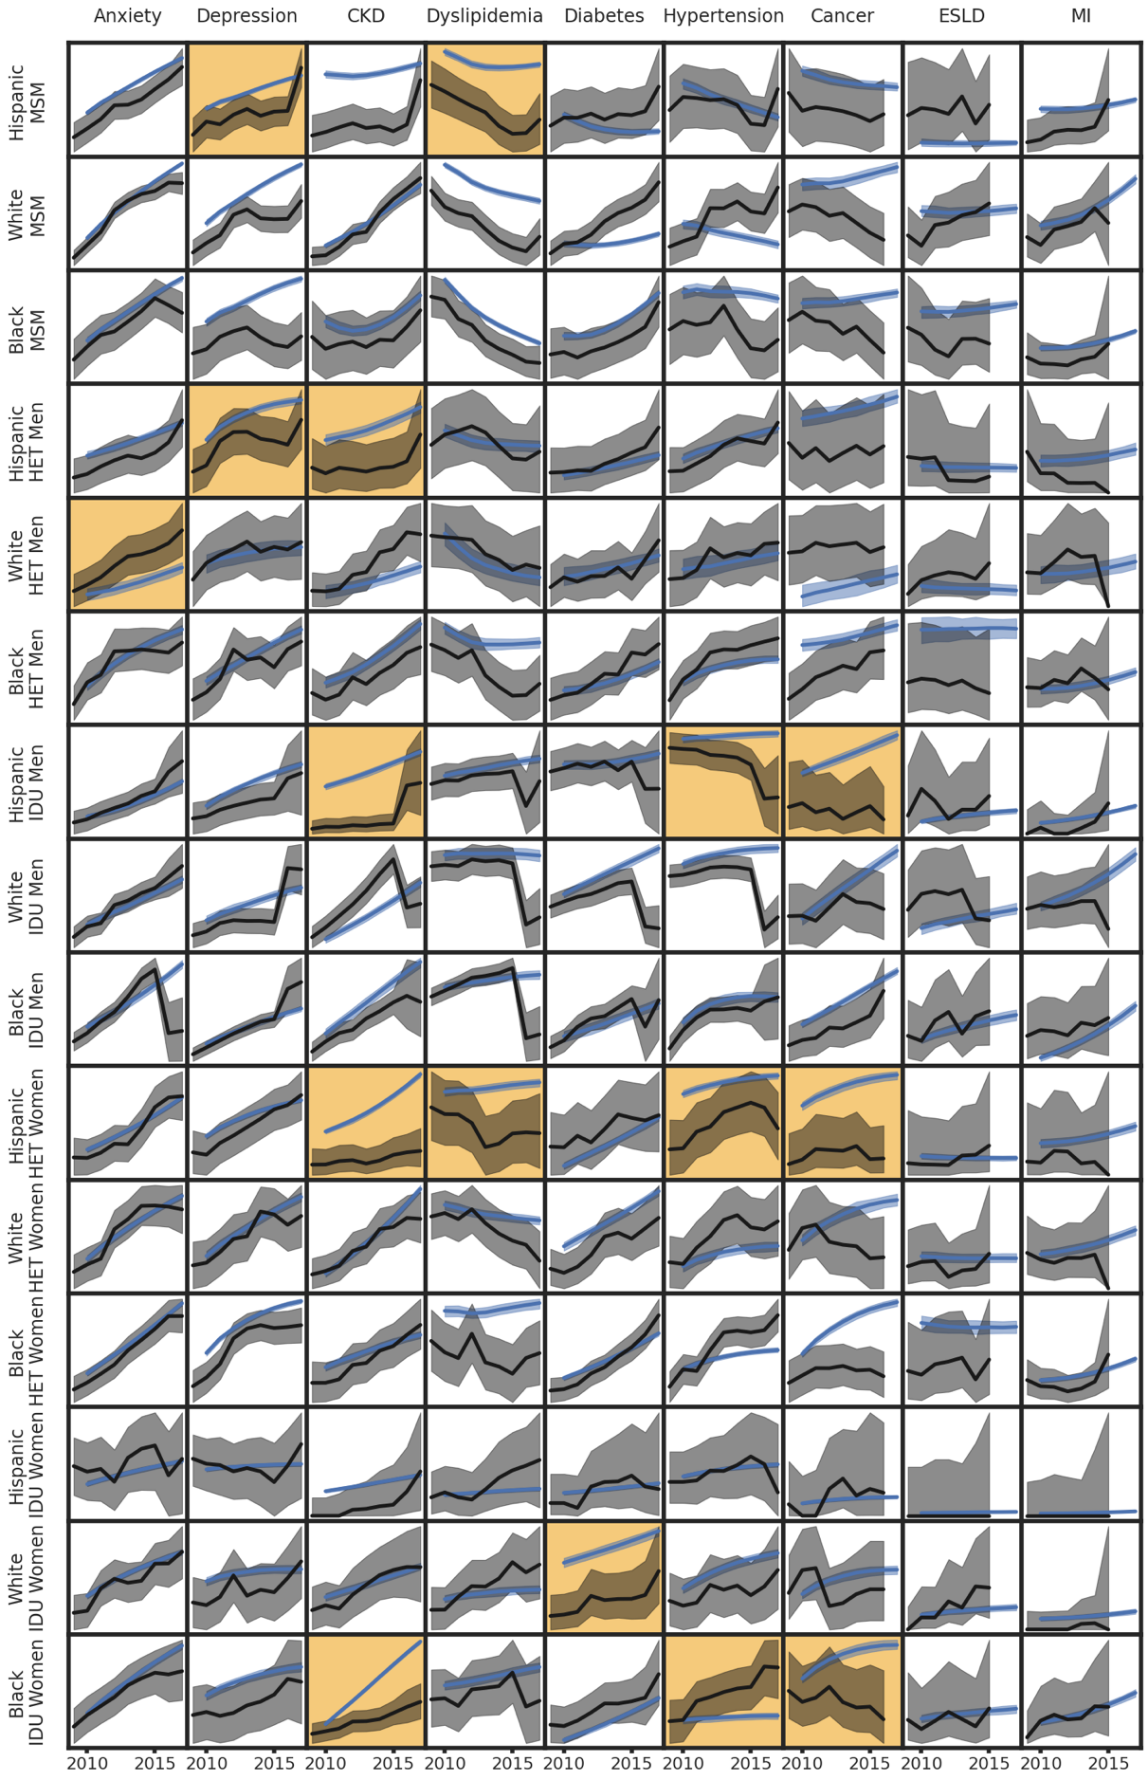 Anxiety Depression CKD Dyslipidemia Diabetes Hypertension Cancer ESLD MI
Hispanic
MSM
White
MSM
Black
MSM
Hispanic
HET Men
White
HET Men
Black
HET Men
Hispanic
IDU Men
White
IDU Men
Black
IDU Men
Hispanic
HET Women
White
HET Women
Black
HET Women
Hispanic
IDU Women
White
IDU Women
Black
IDU Women
2010 2015 2010 2015 2010 2015 2010 2015 2010 2015 2010 2015 2010 2015 2010 2015 2010 2015